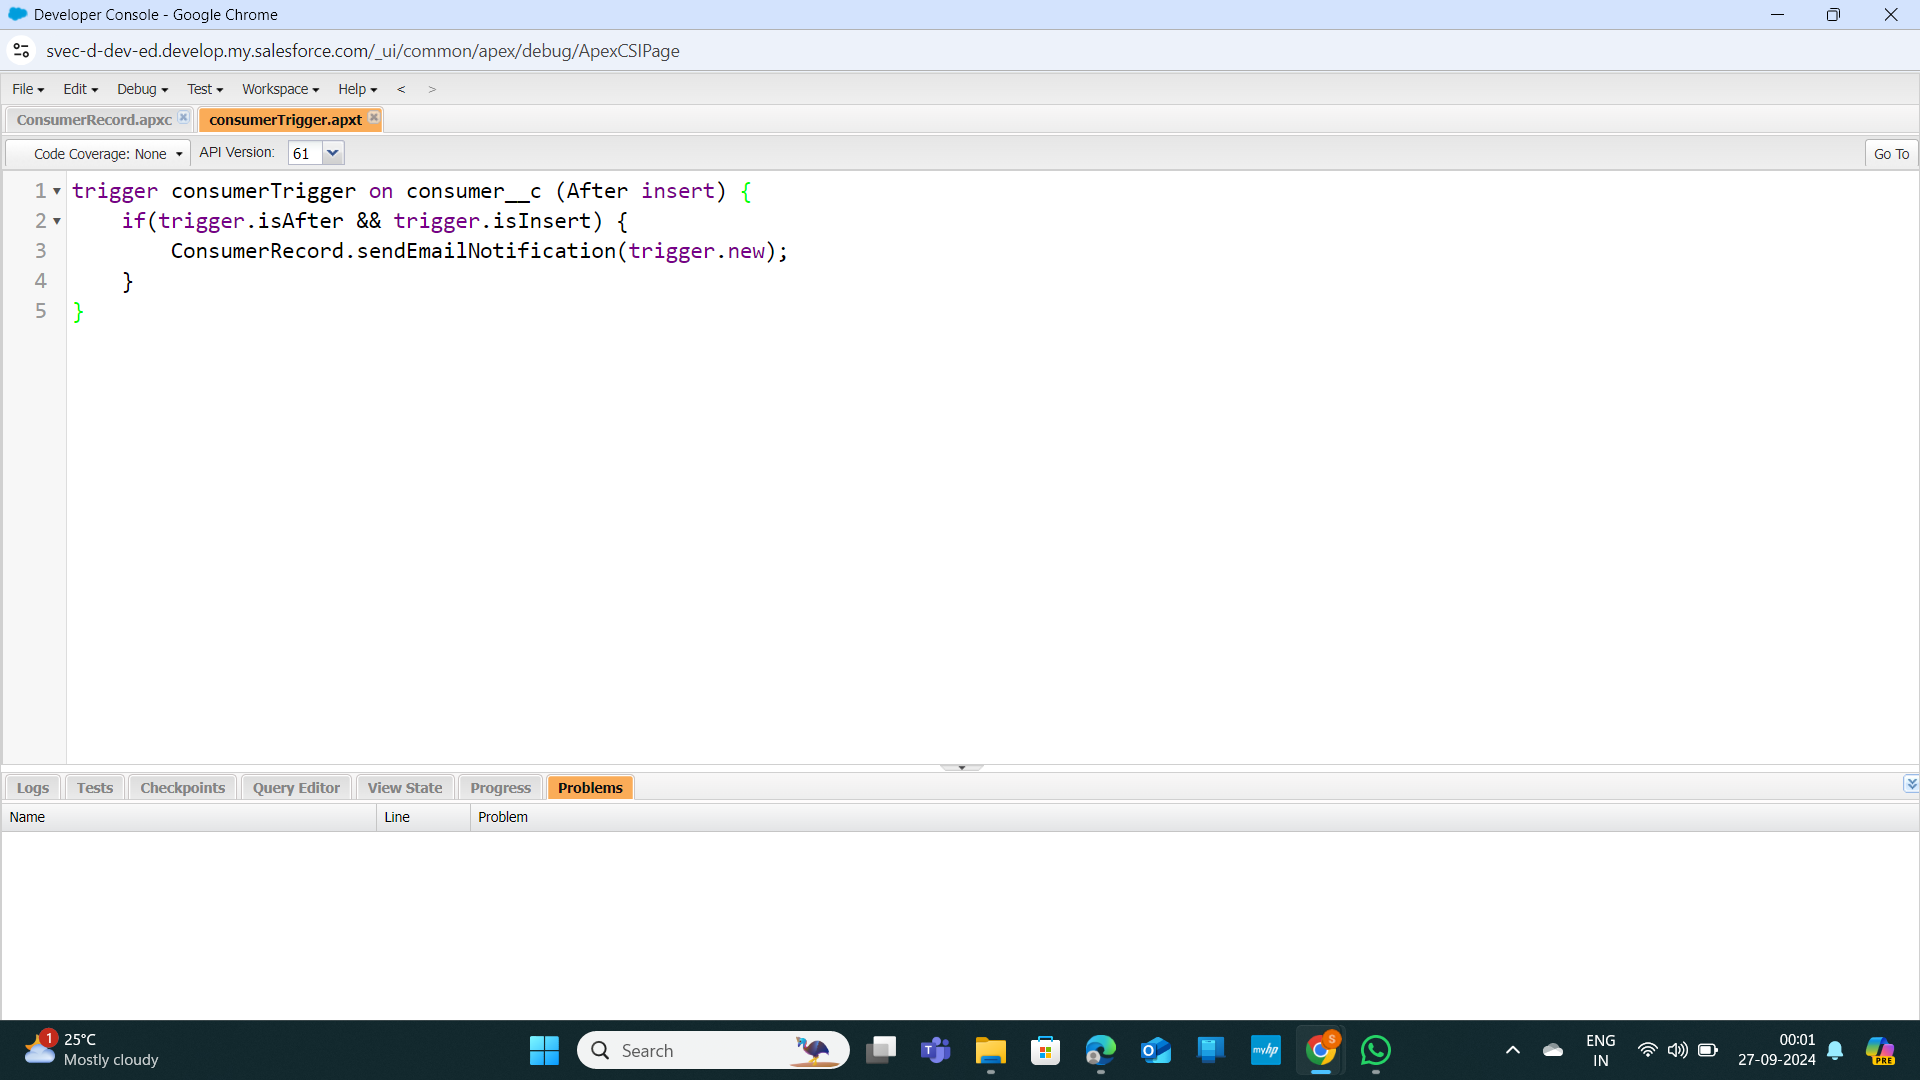 Developer Console - Google Chrome
svec-d-dev-ed.develop.my.salesforce.com/_ui/common/apex/debug/ApexCSIPage
File Edit Debug Test Workspace Help < >
ConsumerRecord.apxc consumerTrigger.apxt
Code Coverage: None API Version: 61 Go To
1 trigger consumerTrigger on consumer__c (After insert) {
2 if(trigger.isAfter && trigger.isInsert) {
3 ConsumerRecord.sendEmailNotification(trigger.new);
4 }
5 }
Logs Tests Checkpoints Query Editor View State Progress Problems
Name Line Problem
1 25°C
Mostly cloudy
Search
T
O
myhp
S
ENG
IN
00:01
27-09-2024
PRE